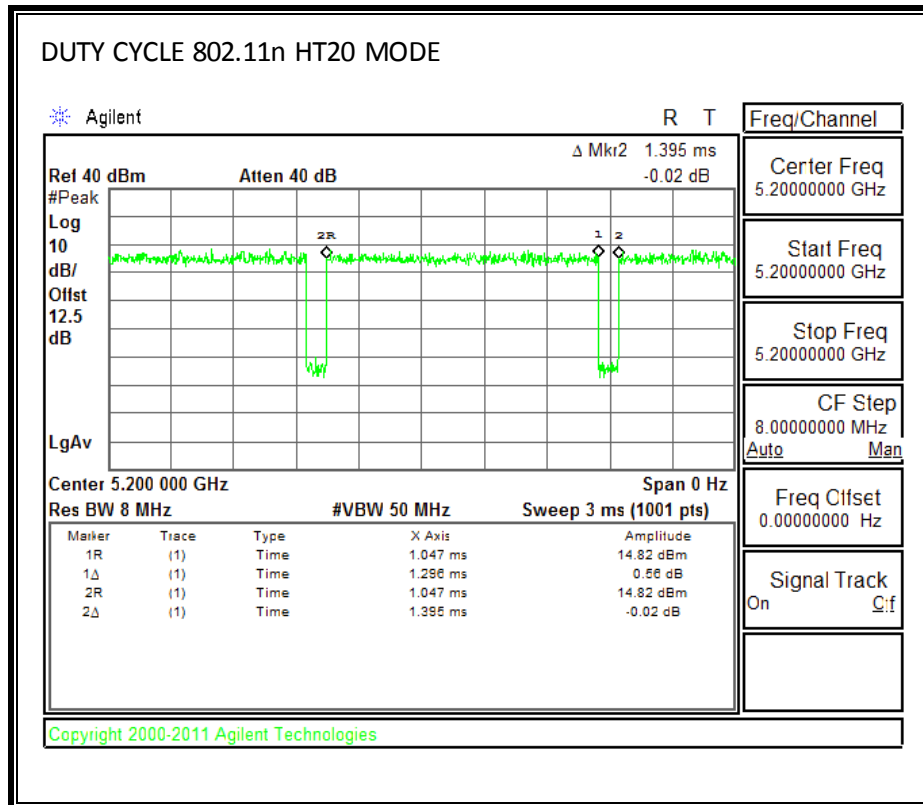 DUTY CYCLE 802.11n HT20 MODE
Agilent R T
Freq/Channel
Δ Mkr2 1.395 ms
Ref 40 dBm Atten 40 dB -0.02 dB
#Peak
Log
10
dB/
Offst
12.5
dB
LgAv
2R 1 2
Center 5.200 000 GHz Span 0 Hz
Res BW 8 MHz #VBW 50 MHz Sweep 3 ms (1001 pts)
Marker Trace Type X Axis Amplitude
1R (1) Time 1.047 ms 14.82 dBm
1Δ (1) Time 1.296 ms 0.56 dB
2R (1) Time 1.047 ms 14.82 dBm
2Δ (1) Time 1.395 ms -0.02 dB
Center Freq
5.20000000 GHz
Start Freq
5.20000000 GHz
Stop Freq
5.20000000 GHz
CF Step
8.00000000 MHz
Auto Man
Freq Offset
0.00000000 Hz
Signal Track
On Off
Copyright 2000-2011 Agilent Technologies